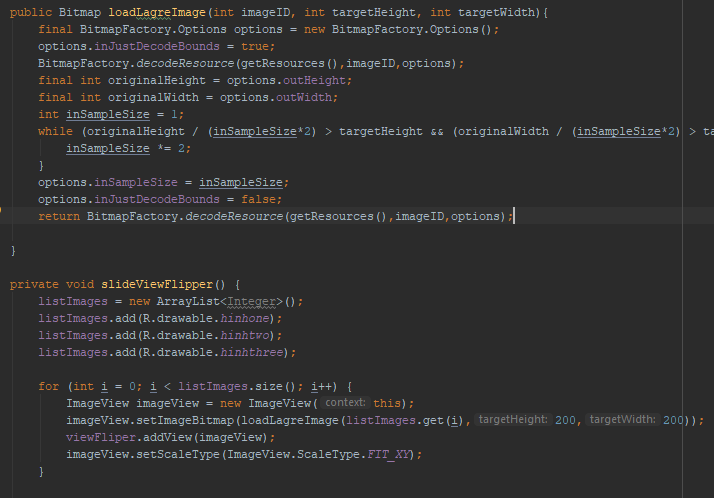 public Bitmap loadLagreImage(int imageID, int targetHeight, int targetWidth){
final BitmapFactory.Options options = new BitmapFactory.Options();
options.inJustDecodeBounds = true;
BitmapFactory.decodeResource(getResources(),imageID,options);
final int originalHeight = options.outHeight;
final int originalWidth = options.outWidth;
int inSampleSize = 1;
while (originalHeight / (inSampleSize*2) > targetHeight && (originalWidth / (inSampleSize*2) > ta
inSampleSize *= 2;
}
options.inSampleSize = inSampleSize;
options.inJustDecodeBounds = false;
return BitmapFactory.decodeResource(getResources(),imageID,options);
}
private void slideViewFlipper() {
listImages = new ArrayList<Integer>();
listImages.add(R.drawable.hinhone);
listImages.add(R.drawable.hinhtwo);
listImages.add(R.drawable.hinhthree);
for (int i = 0; i < listImages.size(); i++) {
ImageView imageView = new ImageView( context: this);
imageView.setImageBitmap(loadLagreImage(listImages.get(i), targetHeight: 200, targetWidth: 200));
viewFliper.addView(imageView);
imageView.setScaleType(ImageView.ScaleType.FIT_XY);
}